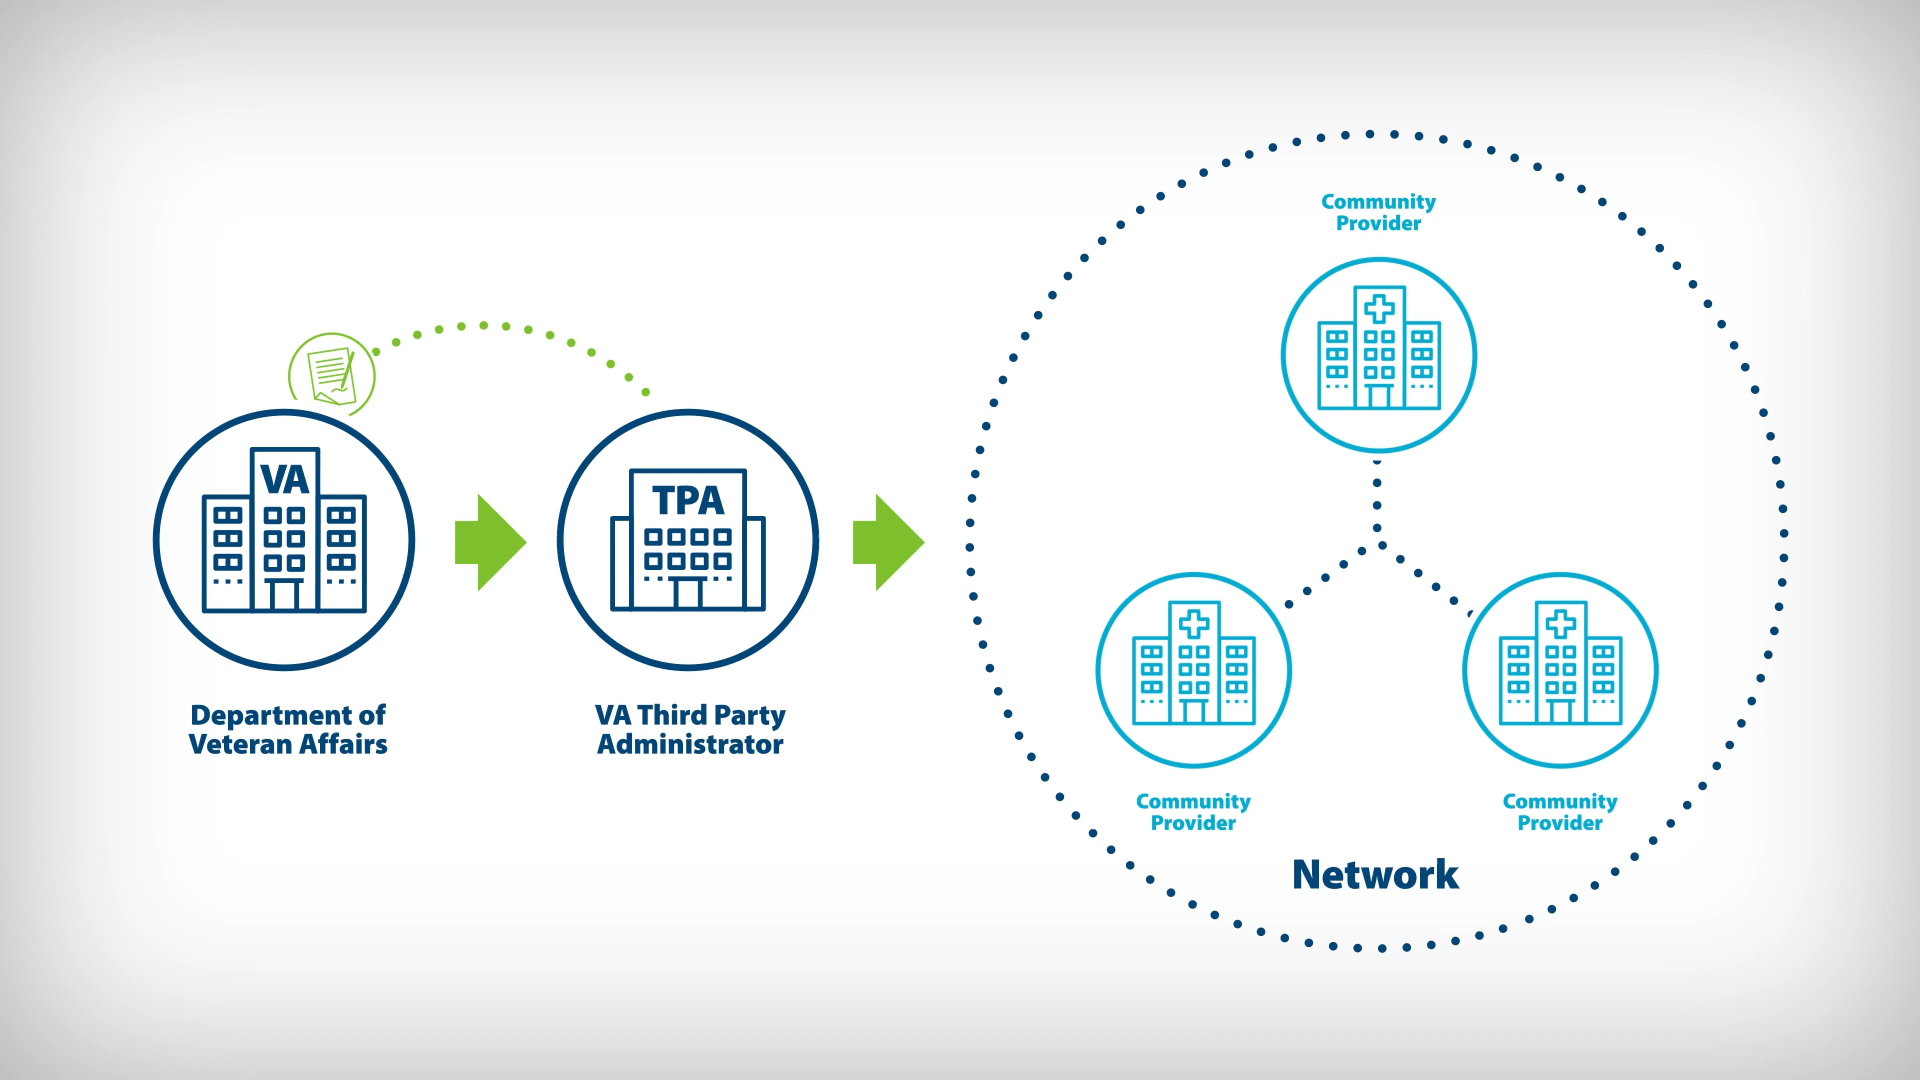 VA
Department of
Veteran Affairs
TPA
VA Third Party
Administrator
Community
Provider
Community
Provider
Community
Provider
Network